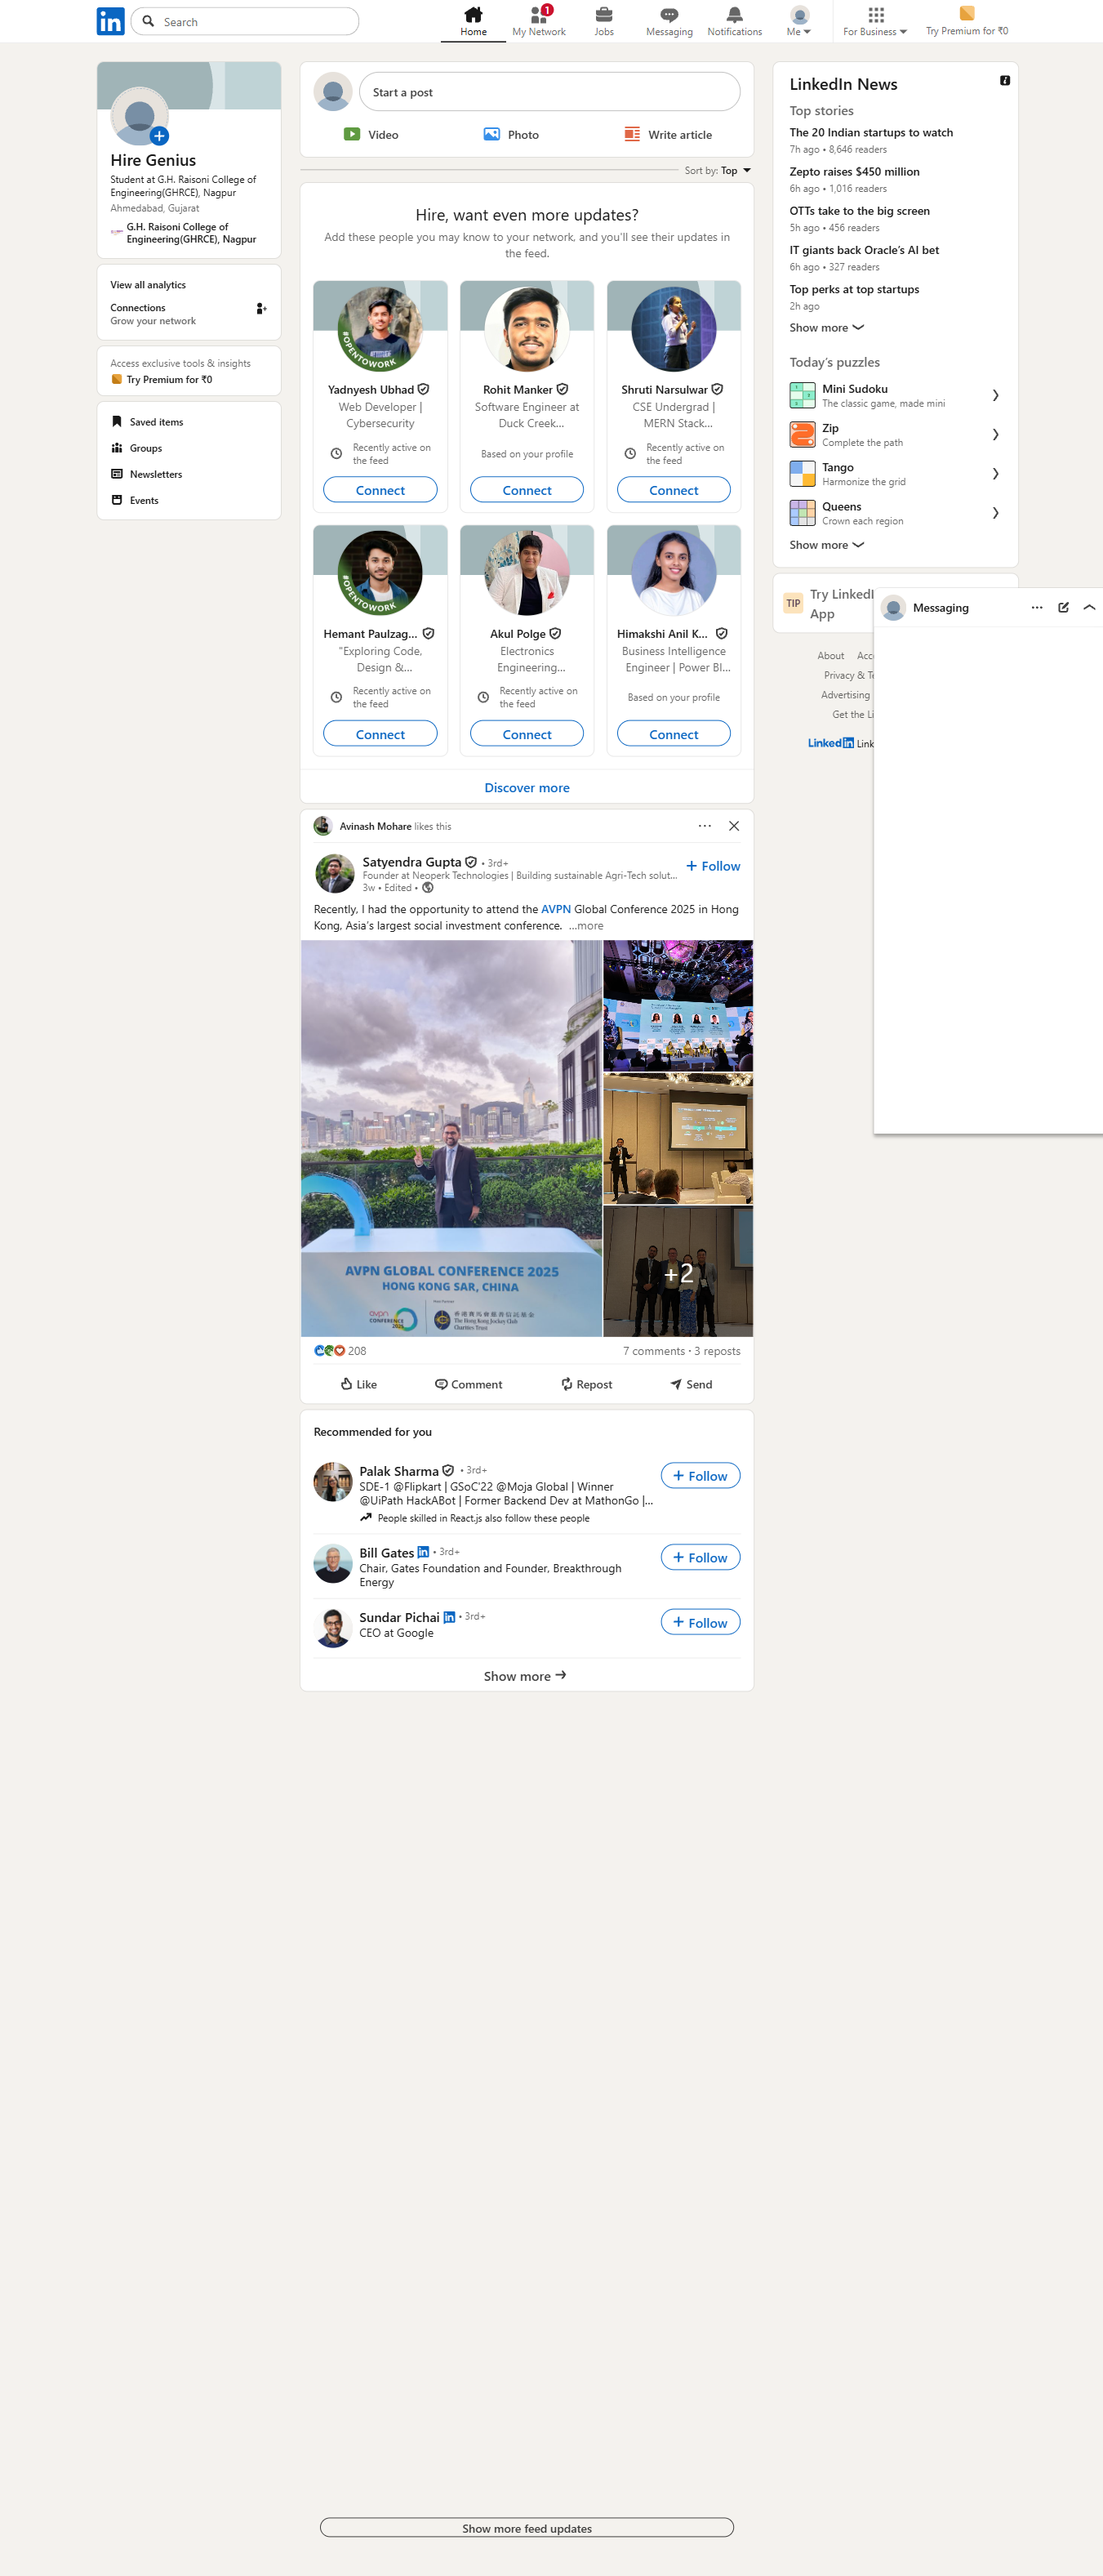 in
Search
Home
1
My Network
Jobs
Messaging
Notifications
Me
For Business
Try Premium for ₹0
Hire Genius
Student at G.H. Raisoni College of
Engineering(GHRCE), Nagpur
Ahmedabad, Gujarat
G.H. Raisoni College of
Engineering(GHRCE), Nagpur
View all analytics
Connections
Grow your network
Access exclusive tools & insights
Try Premium for ₹0
Saved items
Groups
Newsletters
Events
Start a post
Video
Photo
Write article
Sort by: Top
Hire, want even more updates?
Add these people you may know to your network, and you'll see their updates in
the feed.
#OPENTOWORK
Yadnyesh Ubhad
Web Developer |
Cybersecurity
Recently active on
the feed
Connect
Rohit Manker
Software Engineer at
Duck Creek...
Based on your profile
Connect
Shruti Narsulwar
CSE Undergrad |
MERN Stack...
Recently active on
the feed
Connect
#OPENTOWORK
Hemant Paulzag...
"Exploring Code,
Design &...
Recently active on
the feed
Connect
Akul Polge
Electronics
Engineering...
Recently active on
the feed
Connect
Himakshi Anil K...
Business Intelligence
Engineer | Power BI...
Based on your profile
Connect
Discover more
Avinash Mohare likes this
Satyendra Gupta • 3rd+
Founder at Neoperk Technologies | Building sustainable Agri-Tech solut...
3w • Edited •
+ Follow
Recently, I had the opportunity to attend the AVPN Global Conference 2025 in Hong
Kong, Asia's largest social investment conference. ...more
AVPN GLOBAL CONFERENCE 2025
HONG KONG SAR, CHINA
avpn
CONFERENCE
2025
The Hong Kong Jockey Club
Charities Trust
+2
208
7 comments • 3 reposts
Like
Comment
Repost
Send
Recommended for you
Palak Sharma • 3rd+
SDE-1 @Flipkart | GSoC'22 @Moja Global | Winner
@UiPath HackABot | Former Backend Dev at MathonGo |...
People skilled in React.js also follow these people
+ Follow
Bill Gates in • 3rd+
Chair, Gates Foundation and Founder, Breakthrough
Energy
+ Follow
Sundar Pichai in • 3rd+
CEO at Google
+ Follow
Show more →
Show more feed updates
LinkedIn News
Top stories
The 20 Indian startups to watch
7h ago • 8,646 readers
Zepto raises $450 million
6h ago • 1,016 readers
OTTs take to the big screen
5h ago • 456 readers
IT giants back Oracle's AI bet
6h ago • 327 readers
Top perks at top startups
2h ago
Show more
Today's puzzles
Mini Sudoku
The classic game, made mini
Zip
Complete the path
Tango
Harmonize the grid
Queens
Crown each region
Show more
TIP
Try LinkedI
App
About Acc
Privacy & Te
Advertising
Get the Li
Linkedin Link
Messaging